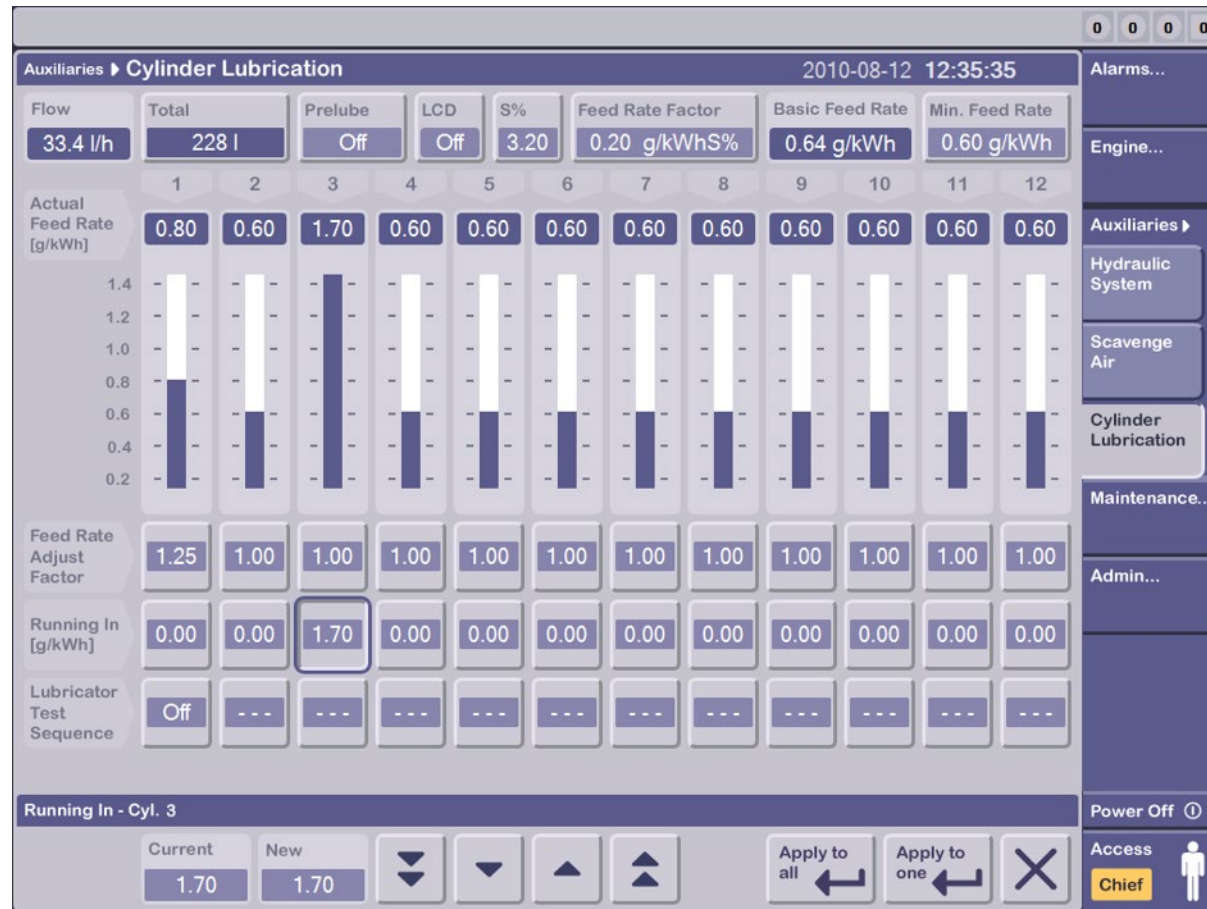 0 0 0 0
Auxiliaries Cylinder Lubrication 2010-08-12 12:35:35
Flow Total Prelube LCD S% Feed Rate Factor Basic Feed Rate Min. Feed Rate
33.4 l/h 228 l Off Off 3.20 0.20 g/kWhS% 0.64 g/kWh 0.60 g/kWh
1 2 3 4 5 6 7 8 9 10 11 12
Actual
Feed Rate
[g/kWh]
0.80 0.60 1.70 0.60 0.60 0.60 0.60 0.60 0.60 0.60 0.60 0.60
1.4
1.2
1.0
0.8
0.6
0.4
0.2
Feed Rate
Adjust
Factor
1.25 1.00 1.00 1.00 1.00 1.00 1.00 1.00 1.00 1.00 1.00 1.00
Running In
[g/kWh]
0.00 0.00 1.70 0.00 0.00 0.00 0.00 0.00 0.00 0.00 0.00 0.00
Lubricator
Test
Sequence
Off --- --- --- --- --- --- --- --- --- --- ---
Running In - Cyl. 3
Current New
1.70 1.70
Apply to
all
Apply to
one
Alarms...
Engine...
Auxiliaries
Hydraulic
System
Scavenge
Air
Cylinder
Lubrication
Maintenance..
Admin...
Power Off
Access
Chief